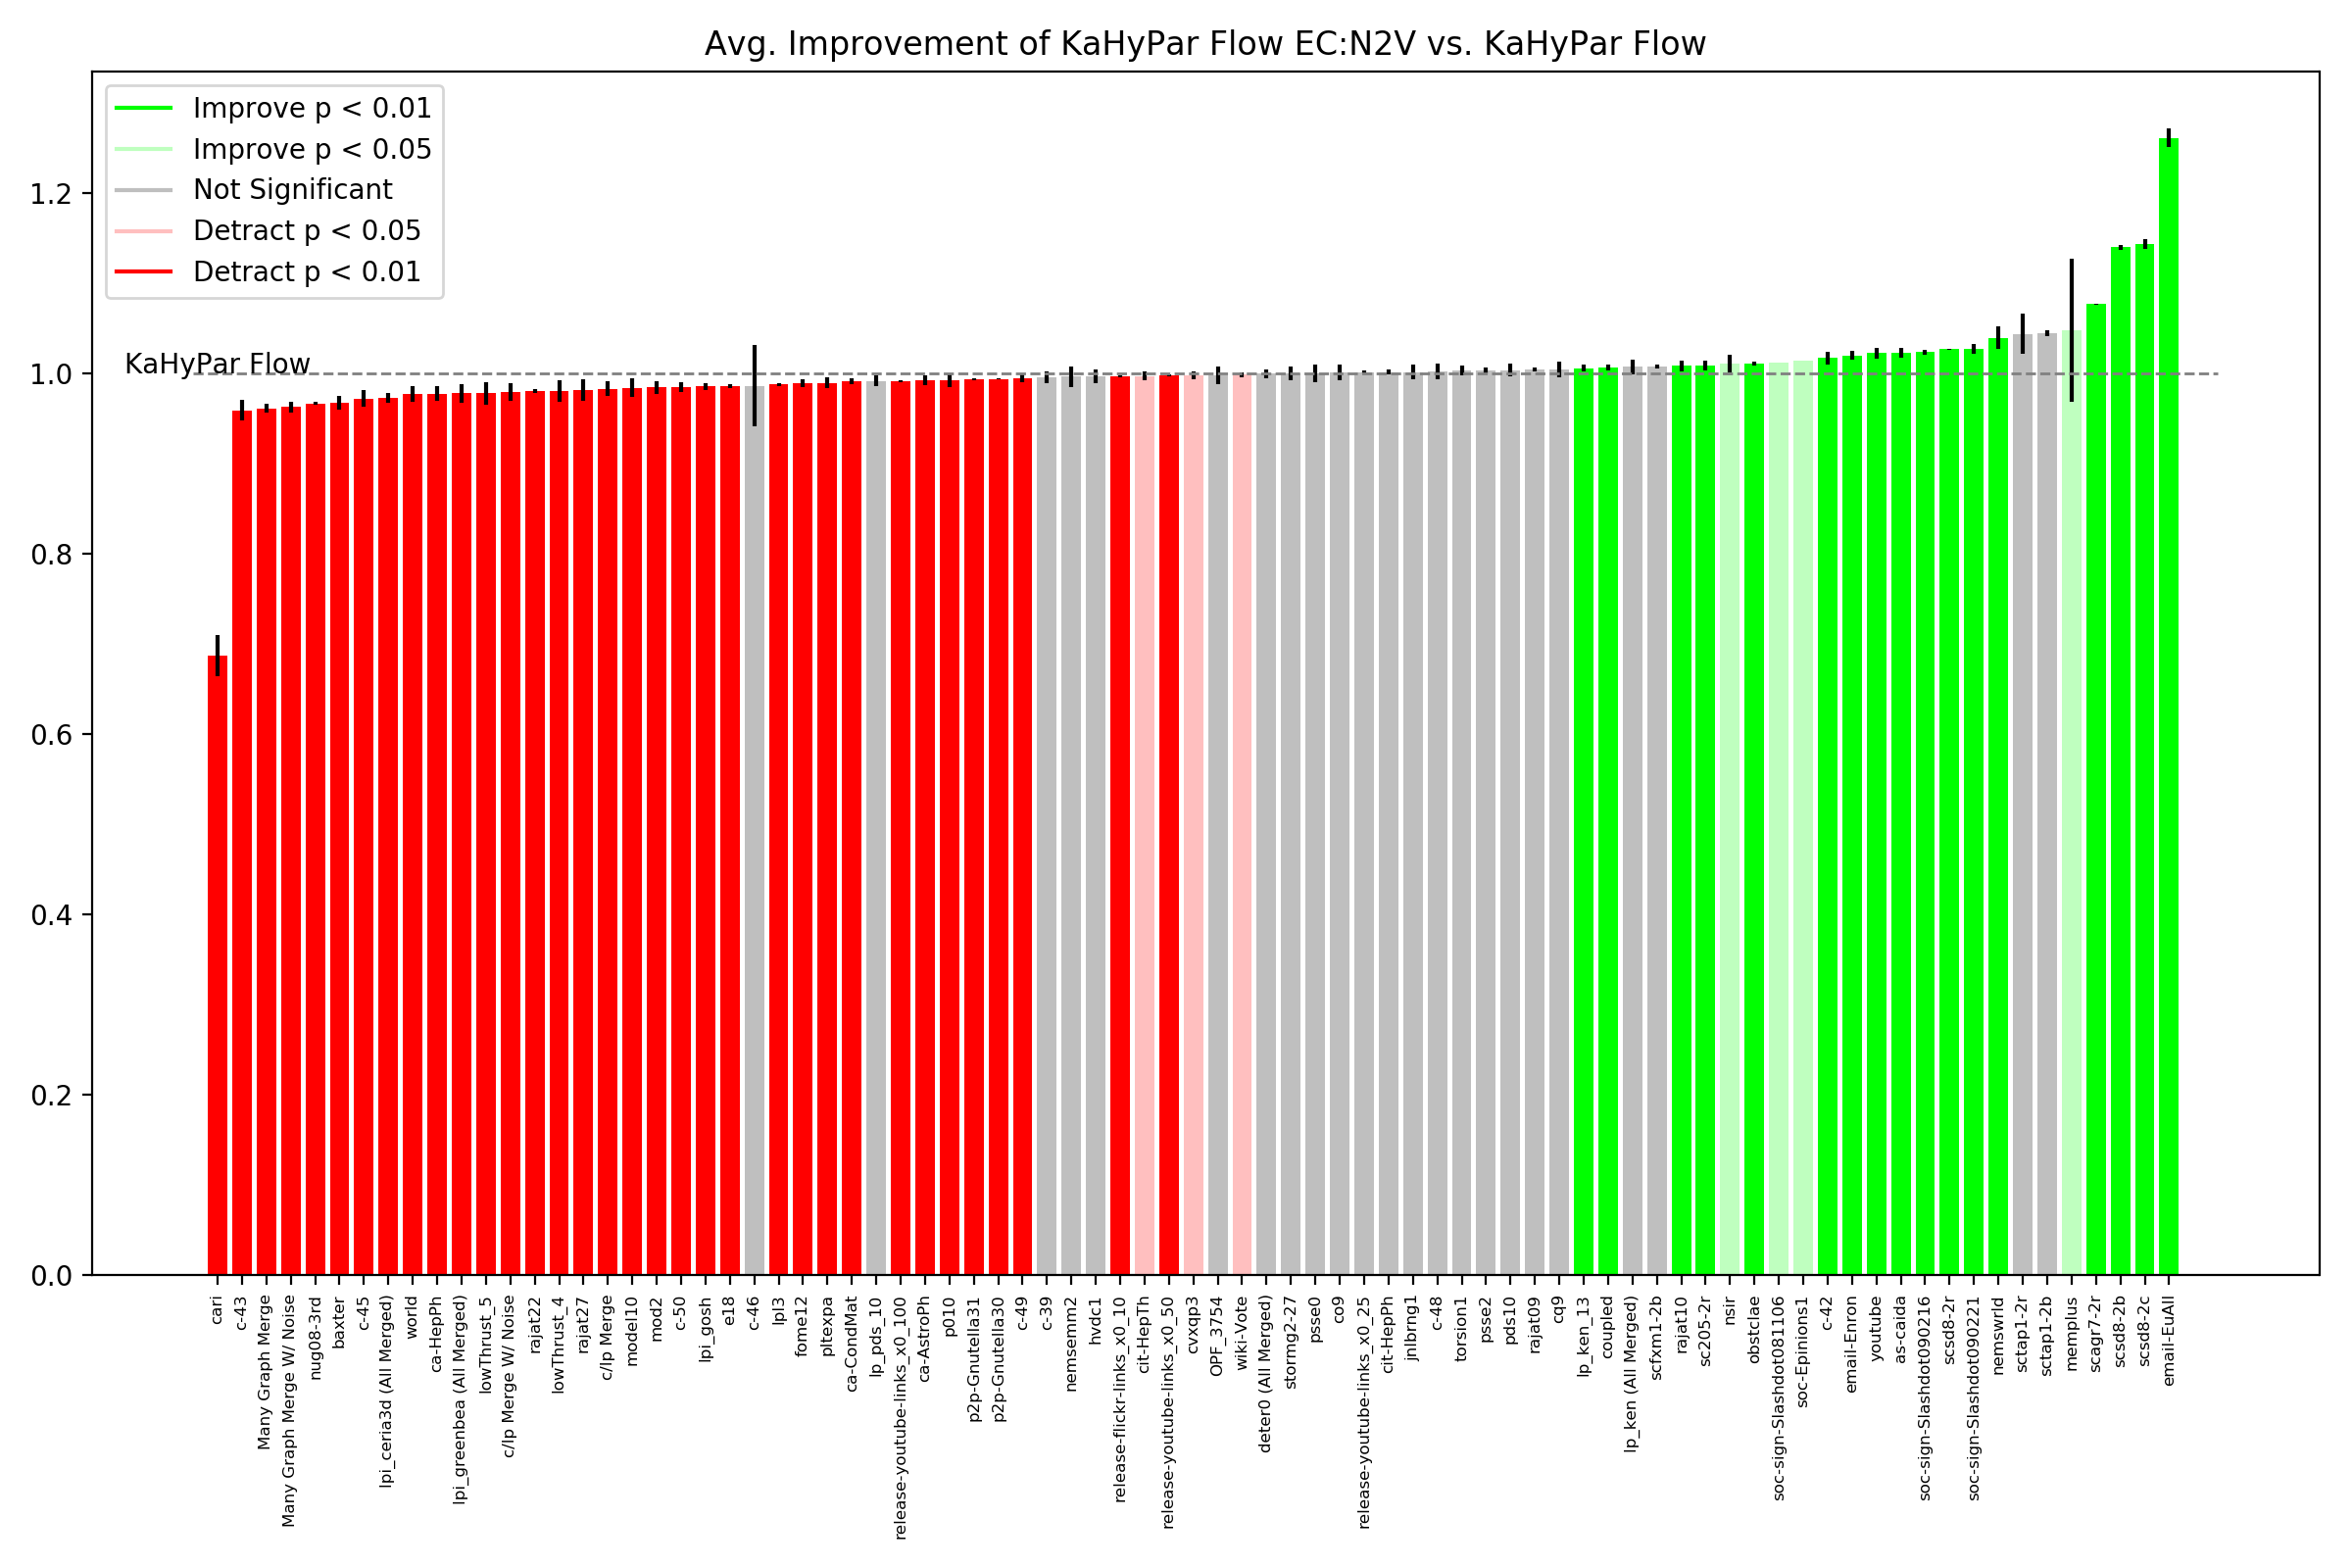 Avg. Improvement of KaHyPar Flow EC:N2V vs. KaHyPar Flow
Improve p < 0.01
Improve p < 0.05
Not Significant
Detract p < 0.05
Detract p < 0.01
KaHyPar Flow
1.2
1.0
0.8
0.6
0.4
0.2
0.0
cari
c-43
Many Graph Merge
Many Graph Merge W/ Noise
nug08-3rd
baxter
c-45
lpi_ceria3d (All Merged)
world
ca-HepPh
lpi_greenbea (All Merged)
lowThrust_5
c/lp Merge W/ Noise
rajat22
lowThrust_4
rajat27
c/lp Merge
model10
mod2
c-50
lpi_gosh
e18
c-46
lpl3
fome12
pltexpa
ca-CondMat
lp_pds_10
release-youtube-links_x0_100
ca-AstroPh
p010
p2p-Gnutella31
p2p-Gnutella30
c-49
c-39
nemsemm2
hvdc1
release-flickr-links_x0_10
cit-HepTh
release-youtube-links_x0_50
cvxqp3
OPF_3754
wiki-Vote
deter0 (All Merged)
stormg2-27
psse0
co9
release-youtube-links_x0_25
cit-HepPh
jnlbrng1
c-48
torsion1
psse2
pds10
rajat09
cq9
lp_ken_13
coupled
lp_ken (All Merged)
scfxm1-2b
rajat10
sc205-2r
nsir
obstclae
soc-sign-Slashdot081106
soc-Epinions1
c-42
email-Enron
youtube
as-caida
soc-sign-Slashdot090216
scsd8-2r
soc-sign-Slashdot090221
nemswrld
sctap1-2r
sctap1-2b
memplus
scagr7-2r
scsd8-2b
scsd8-2c
email-EuAll